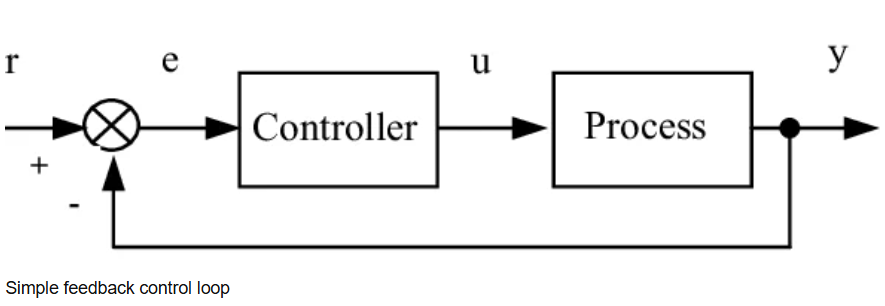 r e u y
Controller Process
+
-
Simple feedback control loop